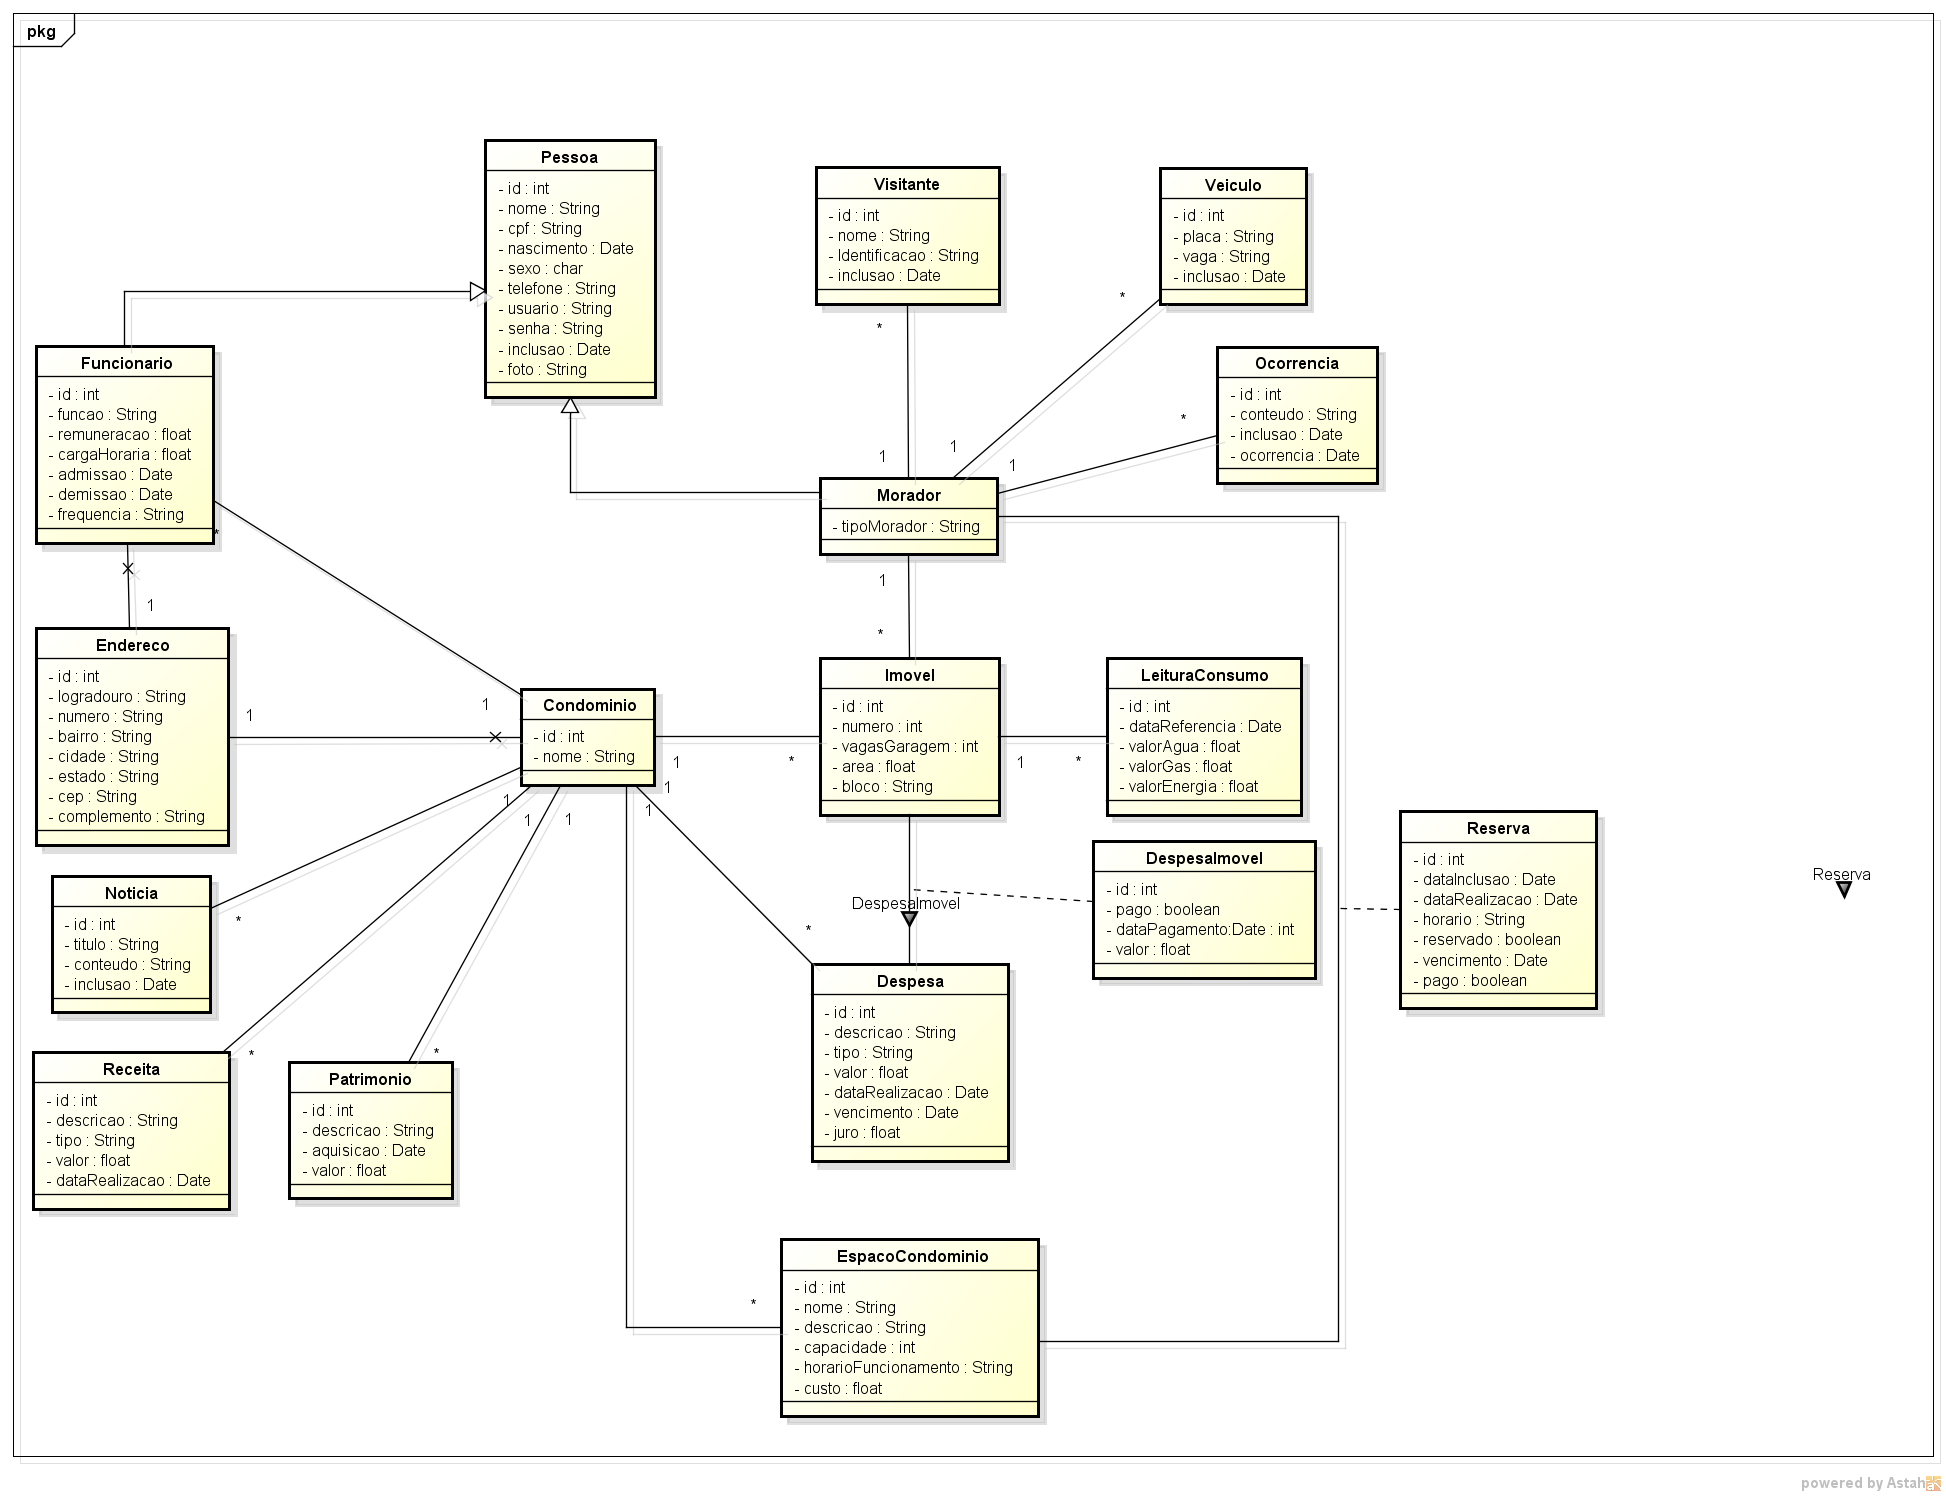 pkg
Pessoa
- id : int
- nome : String
- cpf : String
- nascimento : Date
- sexo : char
- telefone : String
- usuario : String
- senha : String
- inclusao : Date
- foto : String
Visitante
- id : int
- nome : String
- Identificacao : String
- inclusao : Date
*
1
Veiculo
- id : int
- placa : String
- vaga : String
- inclusao : Date
*
1
Ocorrencia
- id : int
- conteudo : String
- inclusao : Date
- ocorrencia : Date
*
1
Funcionario
- id : int
- funcao : String
- remuneracao : float
- cargaHoraria : float
- admissao : Date
- demissao : Date
- frequencia : String
*
1
Morador
- tipoMorador : String
1
*
Endereco
- id : int
- logradouro : String
- numero : String
- bairro : String
- cidade : String
- estado : String
- cep : String
- complemento : String
1
1
Condominio
- id : int
- nome : String
1
*
Imovel
- id : int
- numero : int
- vagasGaragem : int
- area : float
- bloco : String
1
*
LeituraConsumo
- id : int
- dataReferencia : Date
- valorAgua : float
- valorGas : float
- valorEnergia : float
1
1
1
1
1
DespesaImovel
- id : int
- pago : boolean
- dataPagamento:Date : int
- valor : float
DespesaImovel
Reserva
- id : int
- dataInclusao : Date
- dataRealizacao : Date
- horario : String
- reservado : boolean
- vencimento : Date
- pago : boolean
Reserva
Noticia
- id : int
- titulo : String
- conteudo : String
- inclusao : Date
*
*
Despesa
- id : int
- descricao : String
- tipo : String
- valor : float
- dataRealizacao : Date
- vencimento : Date
- juro : float
Receita
- id : int
- descricao : String
- tipo : String
- valor : float
- dataRealizacao : Date
*
Patrimonio
- id : int
- descricao : String
- aquisicao : Date
- valor : float
*
EspacoCondominio
- id : int
- nome : String
- descricao : String
- capacidade : int
- horarioFuncionamento : String
- custo : float
*
powered by Astah